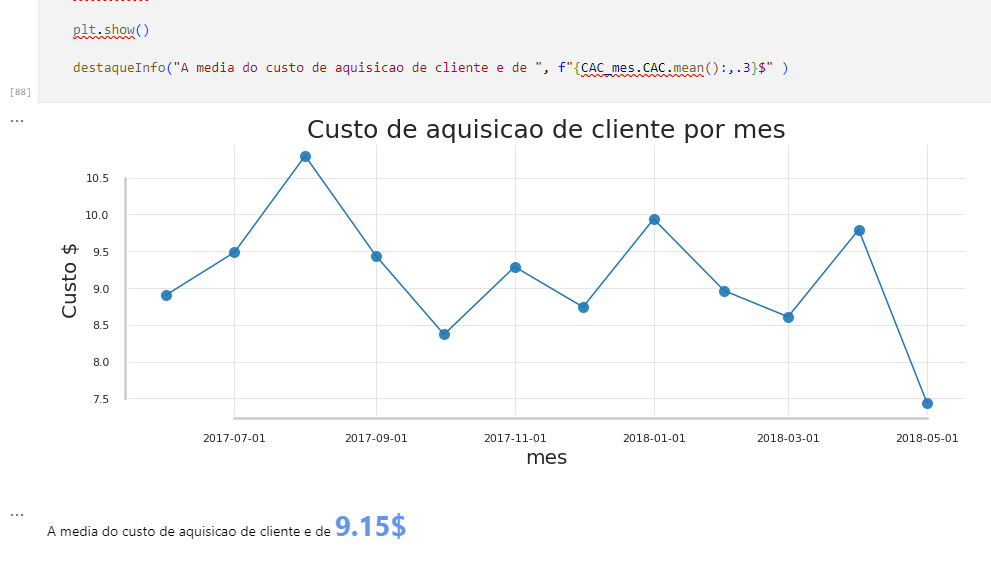 plt.show()
destaqueInfo("A media do custo de aquisicao de cliente e de ", f"{CAC_mes.CAC.mean():,.3}$" )
[88]
...
Custo de aquisicao de cliente por mes
10.5
10.0
9.5
9.0
8.5
8.0
7.5
Custo $
2017-07-01 2017-09-01 2017-11-01 2018-01-01 2018-03-01 2018-05-01
mes
...
A media do custo de aquisicao de cliente e de 9.15$